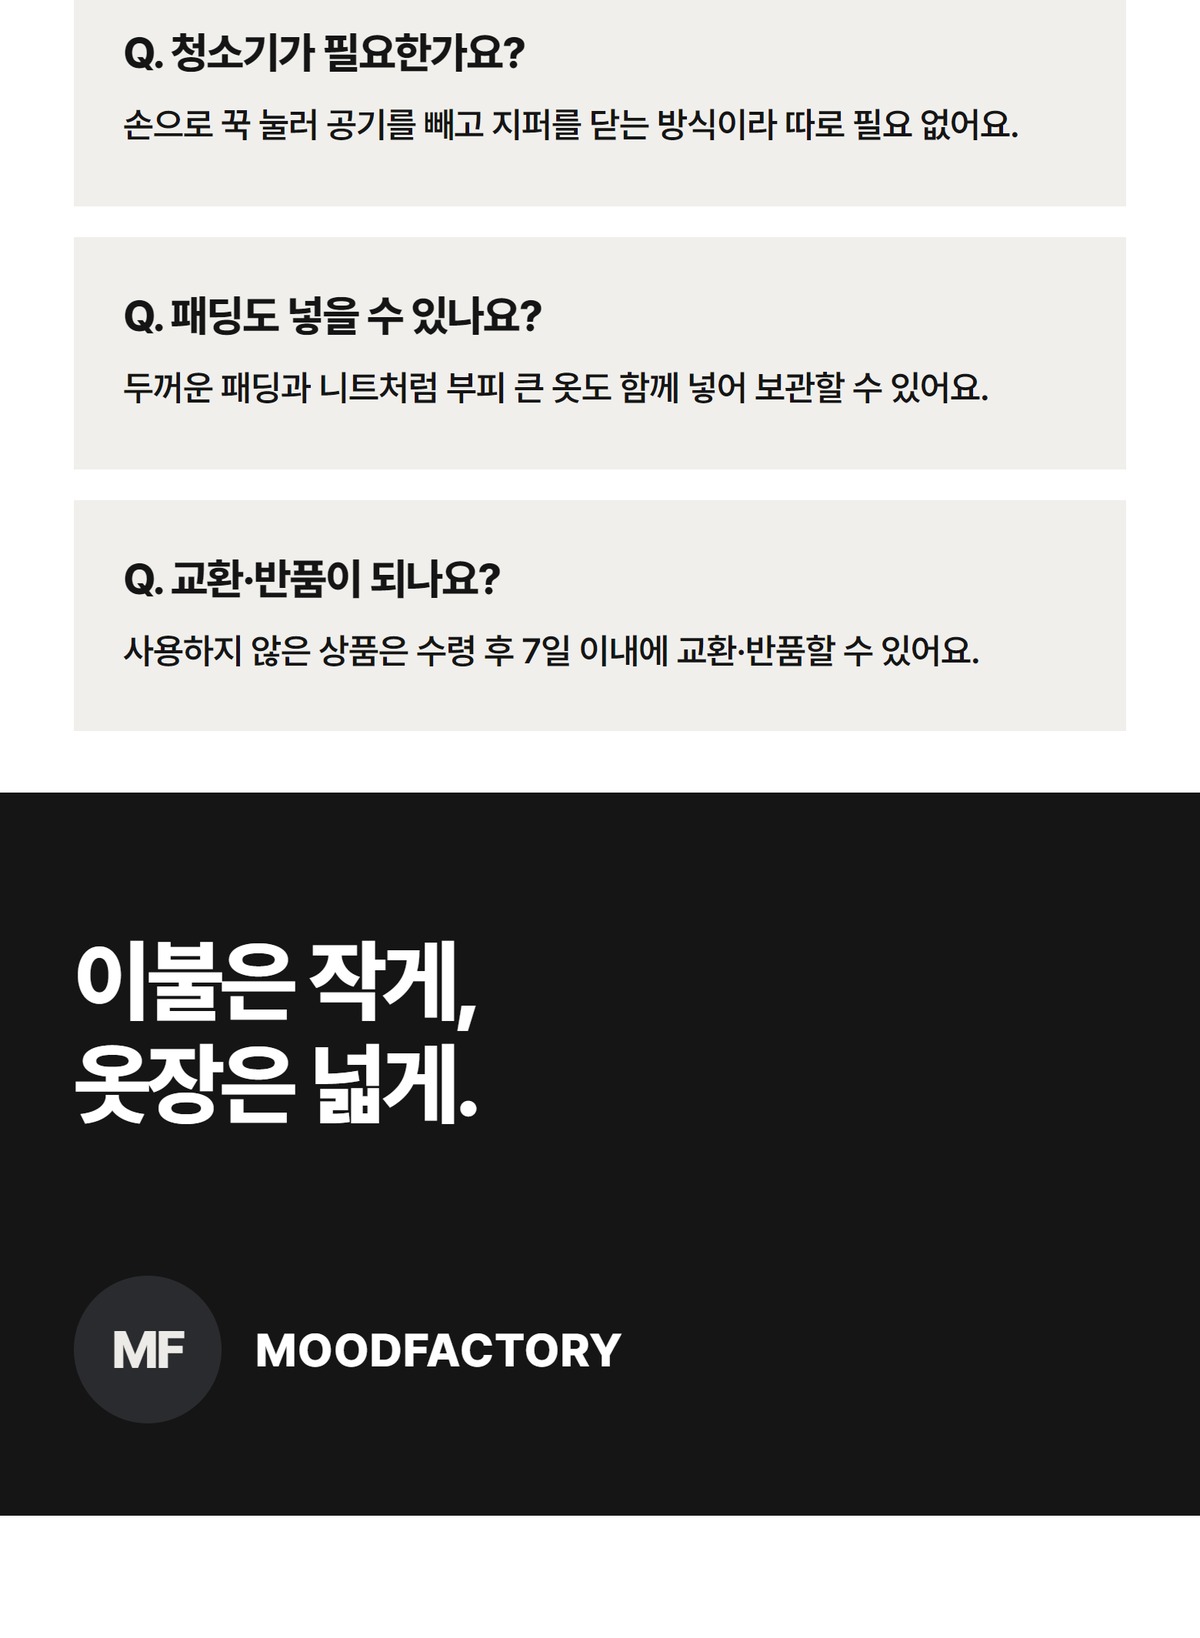 Q. 청소기가 필요한가요?
손으로 꾹 눌러 공기를 빼고 지퍼를 닫는 방식이라 따로 필요 없어요.
Q. 패딩도 넣을 수 있나요?
두꺼운 패딩과 니트처럼 부피 큰 옷도 함께 넣어 보관할 수 있어요.
Q. 교환·반품이 되나요?
사용하지 않은 상품은 수령 후 7일 이내에 교환·반품할 수 있어요.
이불은 작게,
옷장은 넓게.
MF MOODFACTORY